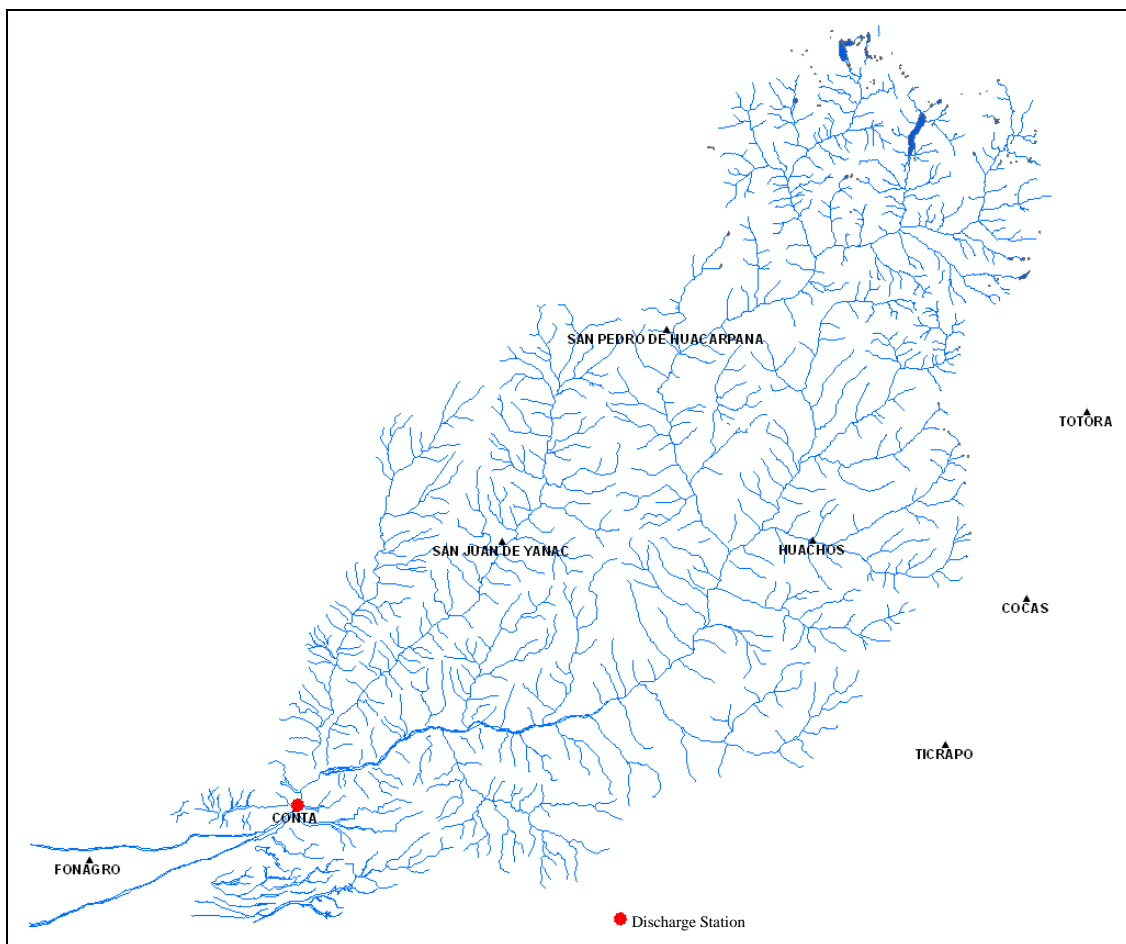 SAN PEDRO DE HUACARPANA
TOTORA
SAN JUAN DE YANAC
HUACHOS
COCAS
TICRAPO
CONTA
FONAGRO
Discharge Station